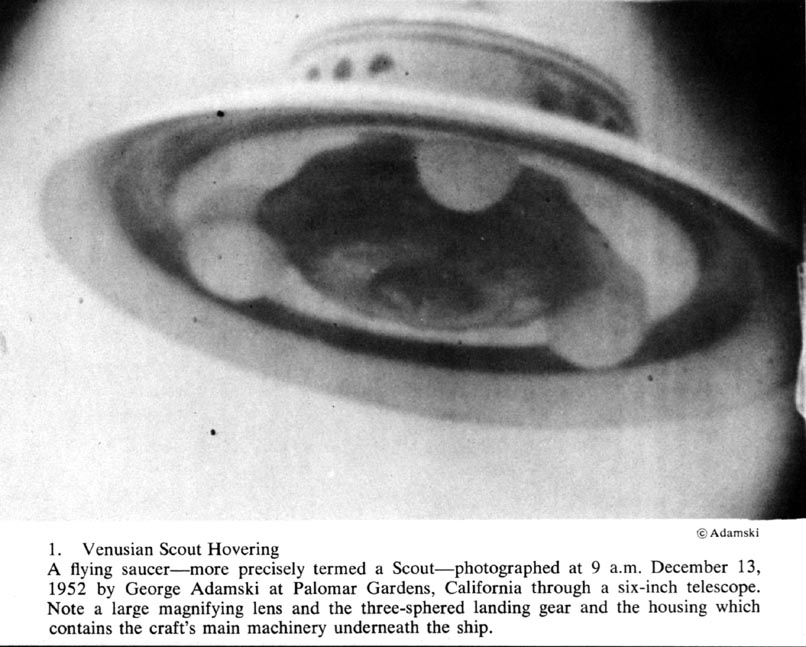 © Adamski
1. Venusian Scout Hovering
A flying saucer—more precisely termed a Scout—photographed at 9 a.m. December 13,
1952 by George Adamski at Palomar Gardens, California through a six-inch telescope.
Note a large magnifying lens and the three-sphered landing gear and the housing which
contains the craft's main machinery underneath the ship.